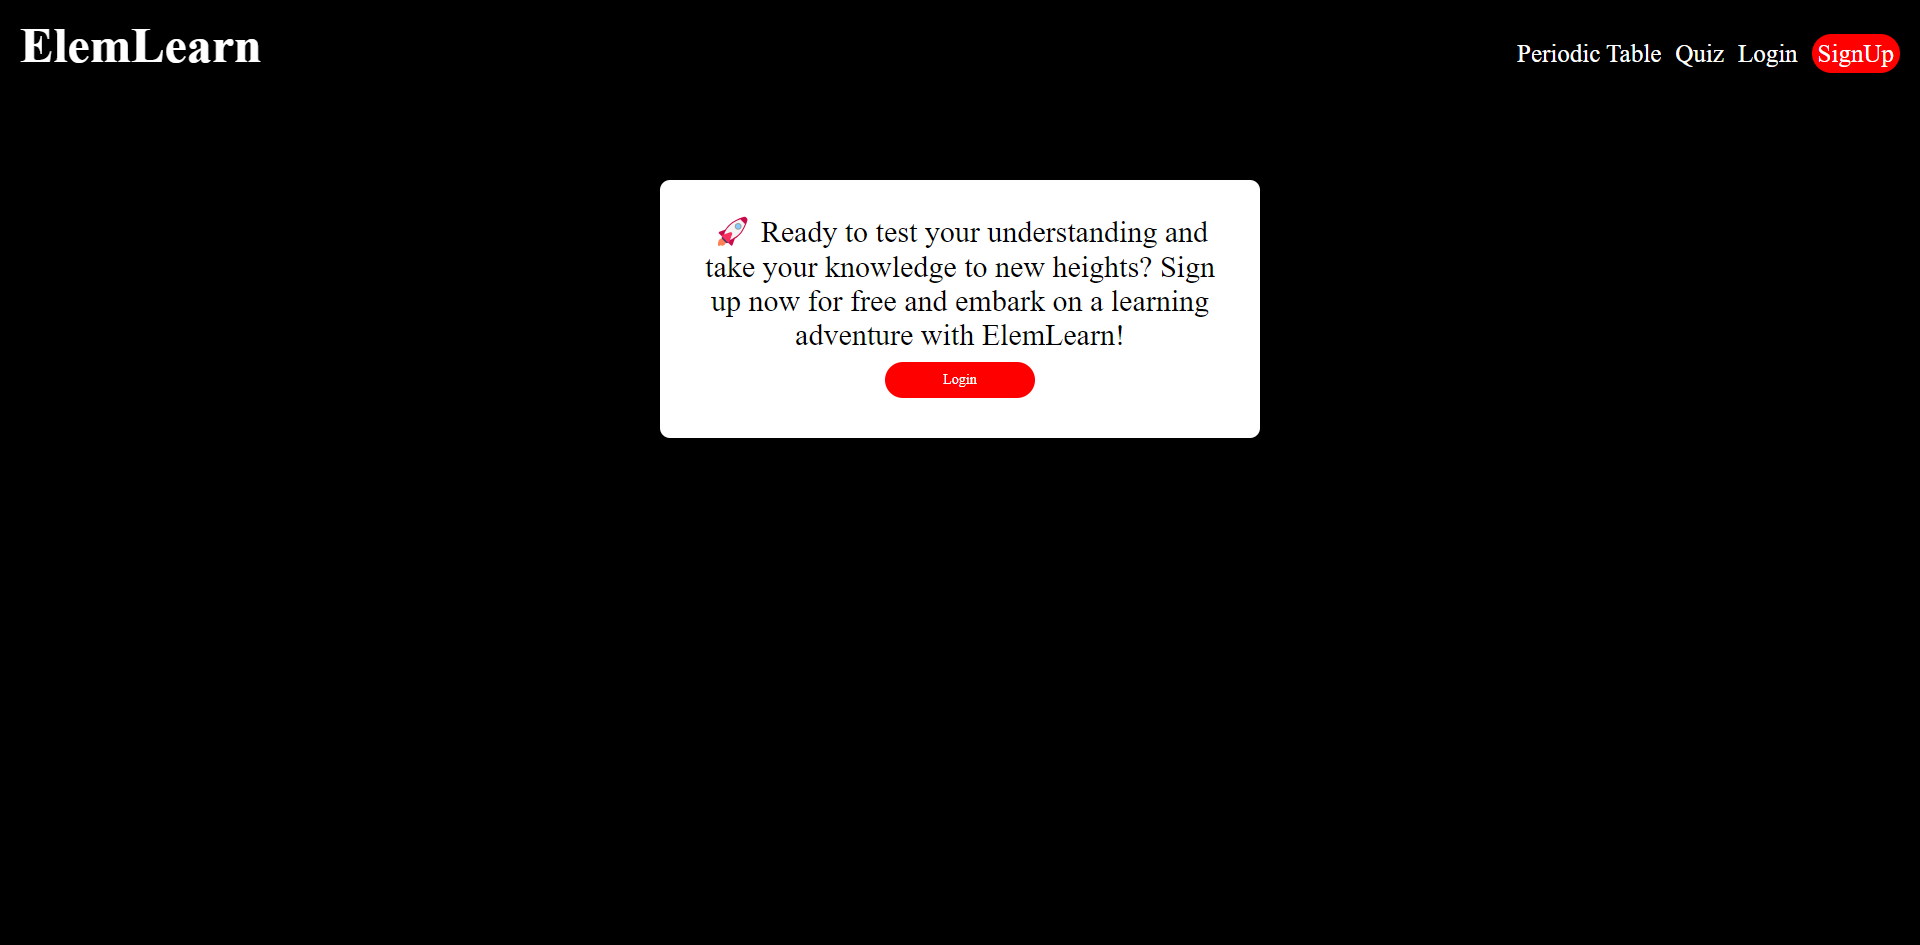 ElemLearn
Periodic Table Quiz Login SignUp
🚀 Ready to test your understanding and
take your knowledge to new heights? Sign
up now for free and embark on a learning
adventure with ElemLearn!
Login